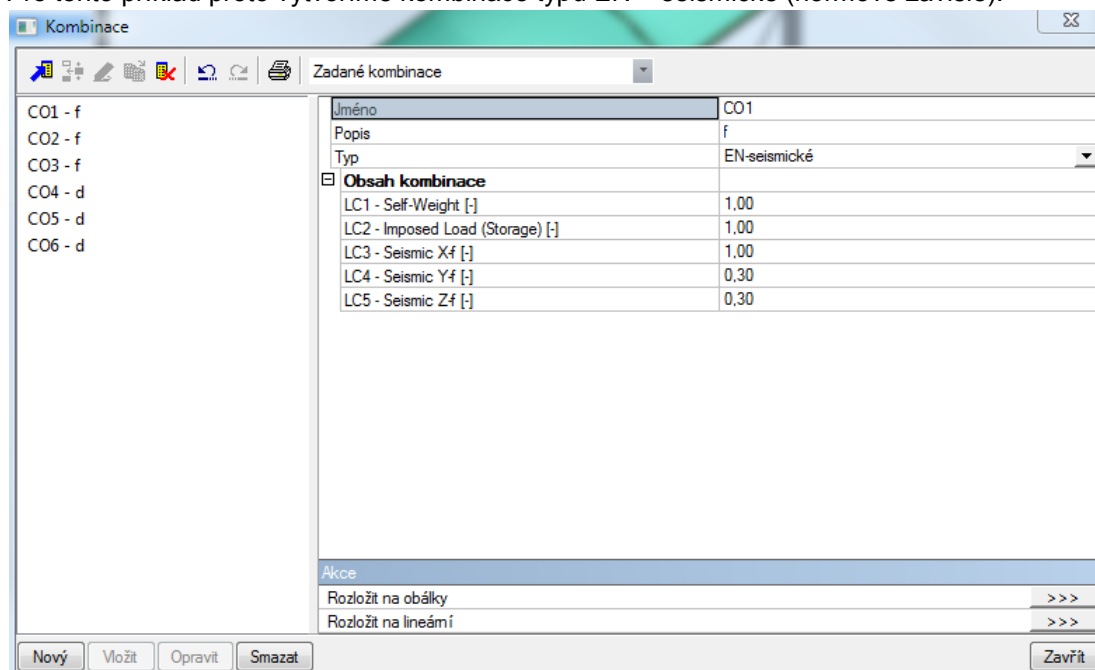 Kombinace
Zadané kombinace
CO1 - f
CO2 - f
CO3 - f
CO4 - d
CO5 - d
CO6 - d
Jméno CO1
Popis f
Typ EN-seismické
Obsah kombinace
LC1 - Self-Weight [-] 1,00
LC2 - Imposed Load (Storage) [-] 1,00
LC3 - Seismic X-f [-] 1,00
LC4 - Seismic Y-f [-] 0,30
LC5 - Seismic Z-f [-] 0,30
Akce
Rozložit na obálky >>>
Rozložit na lineární >>>
Nový Vložit Opravit Smazat Zavřít